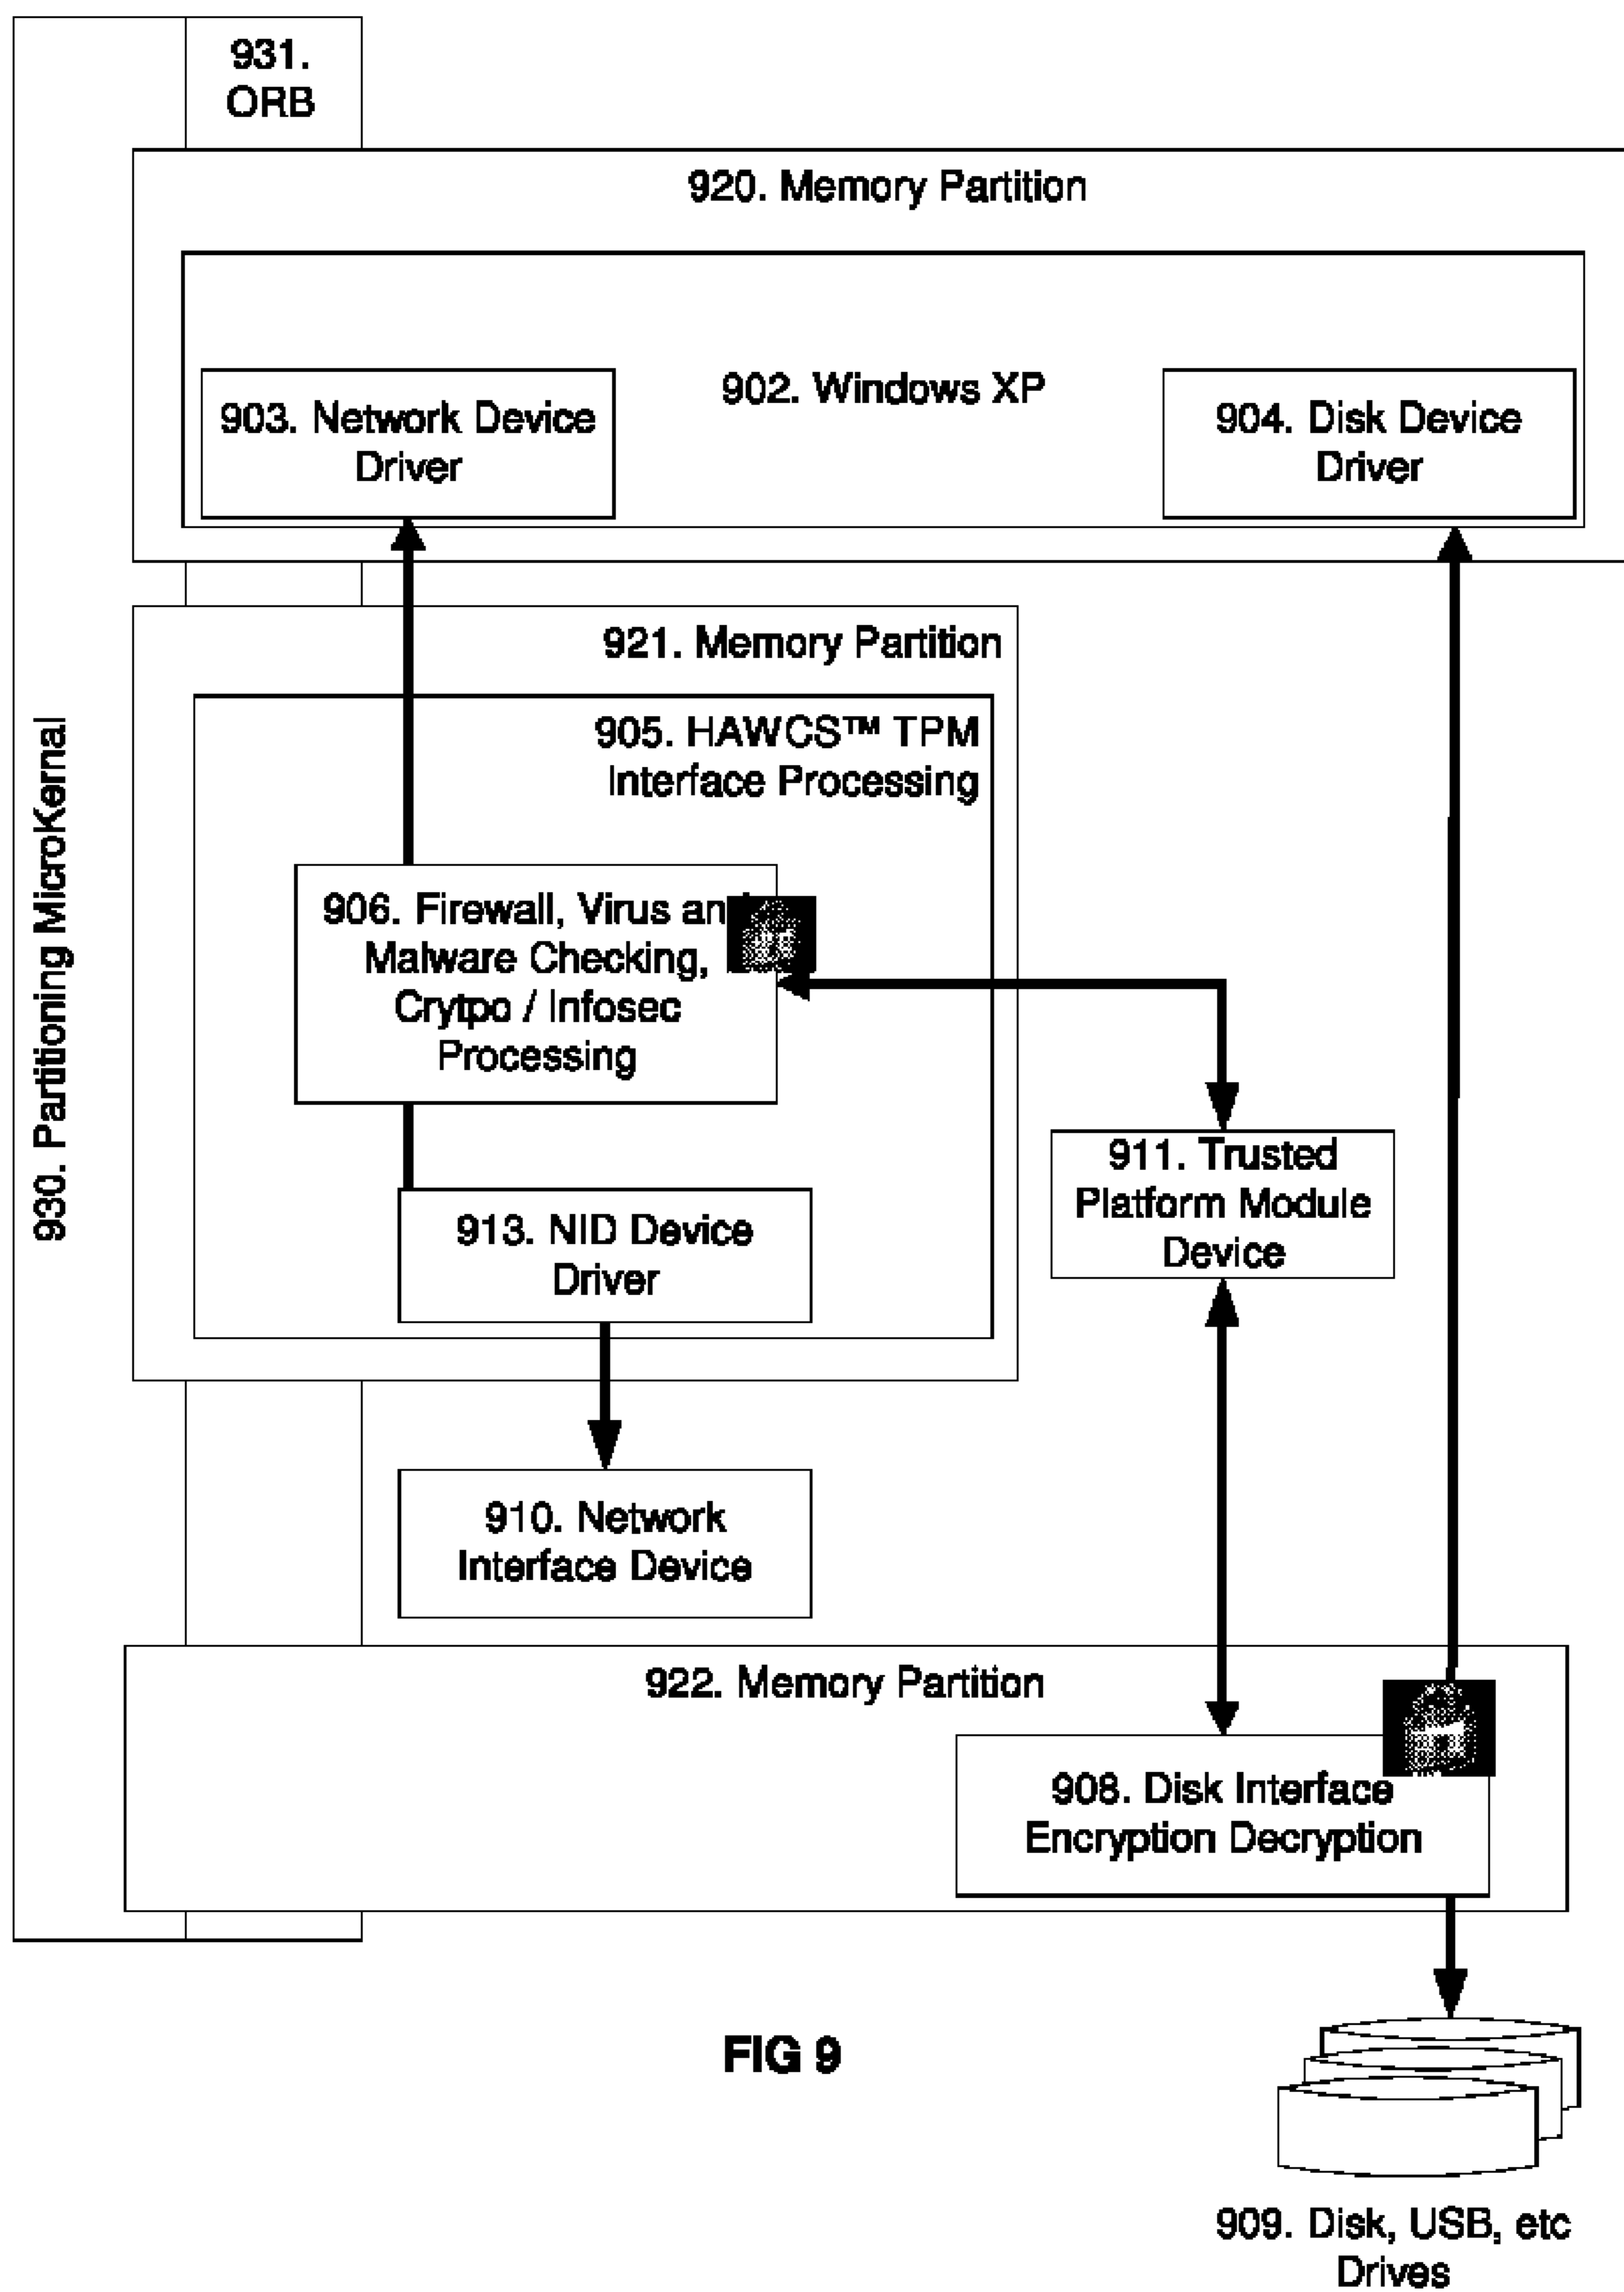 931.
ORB
920. Memory Partition
902. Windows XP
903. Network Device
Driver
904. Disk Device
Driver
921. Memory Partition
905. HAWCS™ TPM
Interface Processing
930. Partitioning MicroKernal
906. Firewall, Virus an
Malware Checking,
Crytpo / Infosec
Processing
911. Trusted
Platform Module
Device
913. NID Device
Driver
910. Network
Interface Device
922. Memory Partition
908. Disk Interface
Encryption Decryption
FIG 9
909. Disk, USB, etc
Drives